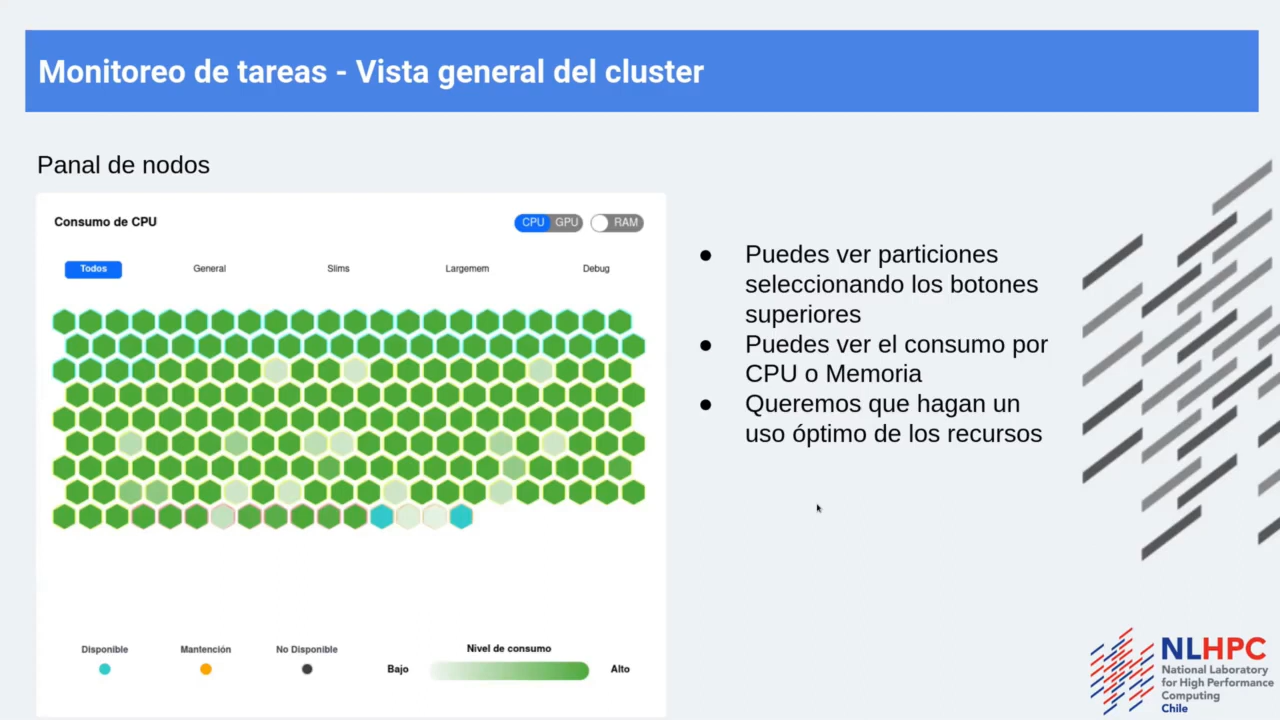 Monitoreo de tareas - Vista general del cluster
Panal de nodos
Consumo de CPU
CPU GPU RAM
Todos General Slims Largemem Debug
● Puedes ver particiones
seleccionando los botones
superiores
● Puedes ver el consumo por
CPU o Memoria
● Queremos que hagan un
uso óptimo de los recursos
Disponible Mantención No Disponible Nivel de consumo
Bajo Alto
NLHPC
National Laboratory
for High Performance
Computing
Chile